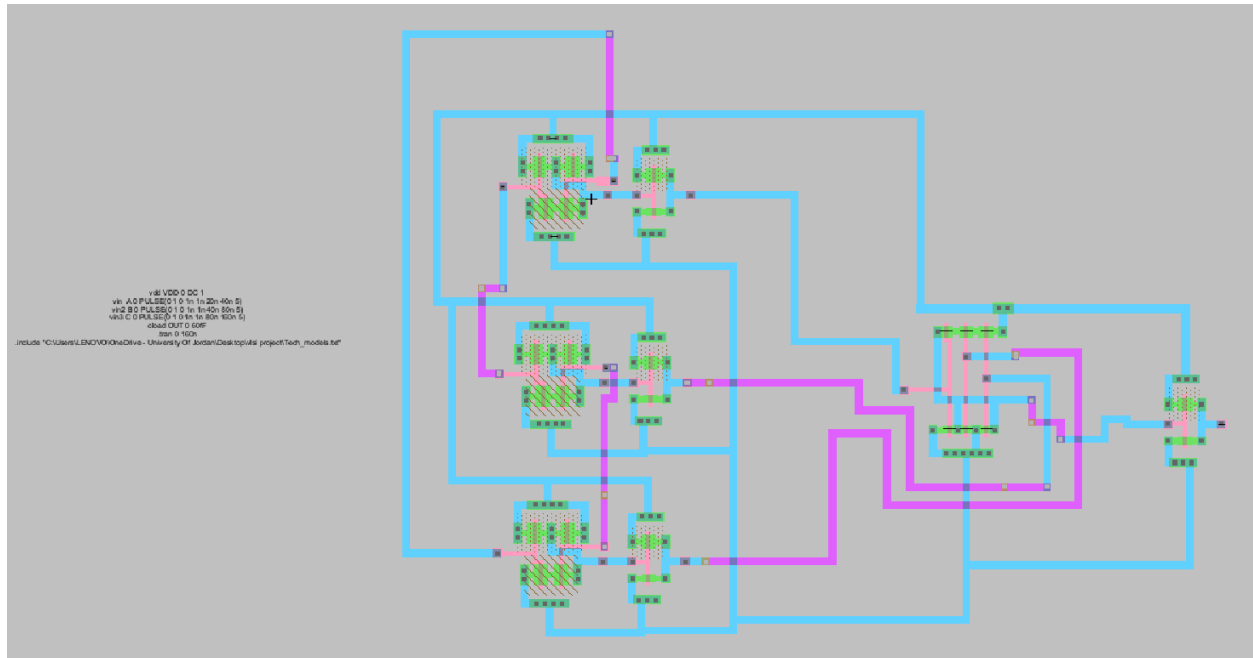 vdd VDD 0 DC 1
vin A 0 PULSE(0 1 0 1n 1n 20n 40n 5)
vin2 B 0 PULSE(0 1 0 1n 1n 40n 80n 5)
vin3 C 0 PULSE(0 1 0 1n 1n 80n 160n 5)
cload OUT 0 60fF
.tran 0 160n
.include "C:\Users\LENOVO\OneDrive - University Of Jordan\Desktop\vlsi project\Tech_models.txt"